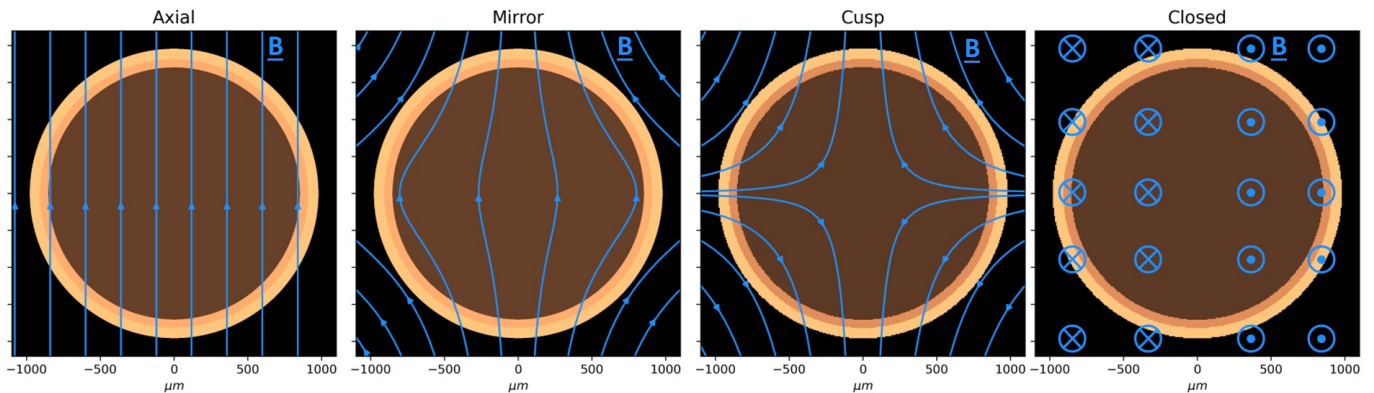 Axial Mirror Cusp Closed
B B B B
−1000 −500 0 500 1000 −1000 −500 0 500 1000 −1000 −500 0 500 1000 −1000 −500 0 500 1000
μm μm μm μm